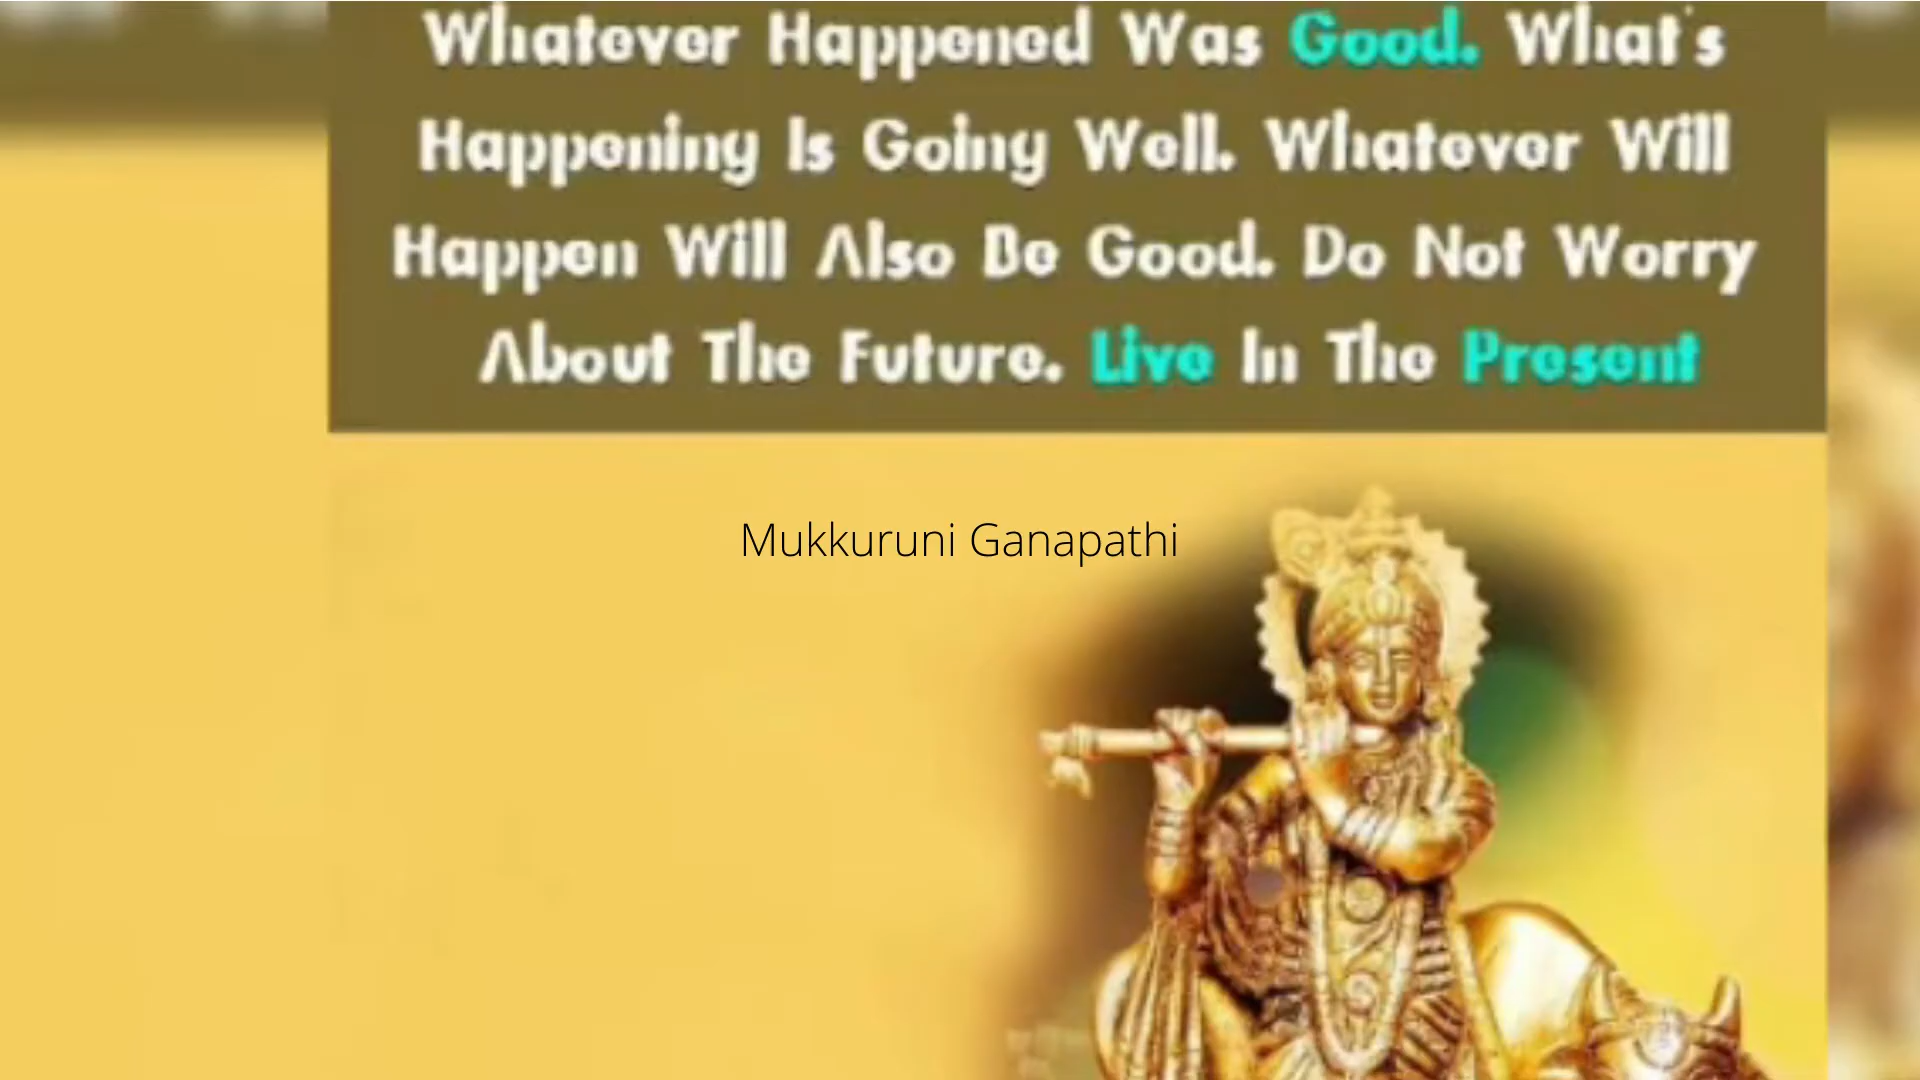 Whatever Happened Was Good. What's
Happening Is Going Well. Whatever Will
Happen Will Also Be Good. Do Not Worry
About The Future. Live In The Present
Mukkuruni Ganapathi